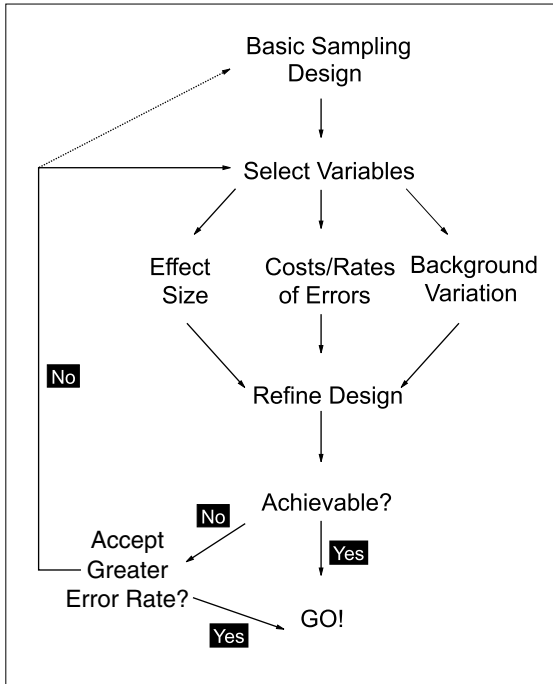 Basic Sampling
Design
Select Variables
Effect
Size
Costs/Rates
of Errors
Background
Variation
No
Refine Design
Achievable?
No
Yes
Accept
Greater
Error Rate?
Yes
GO!